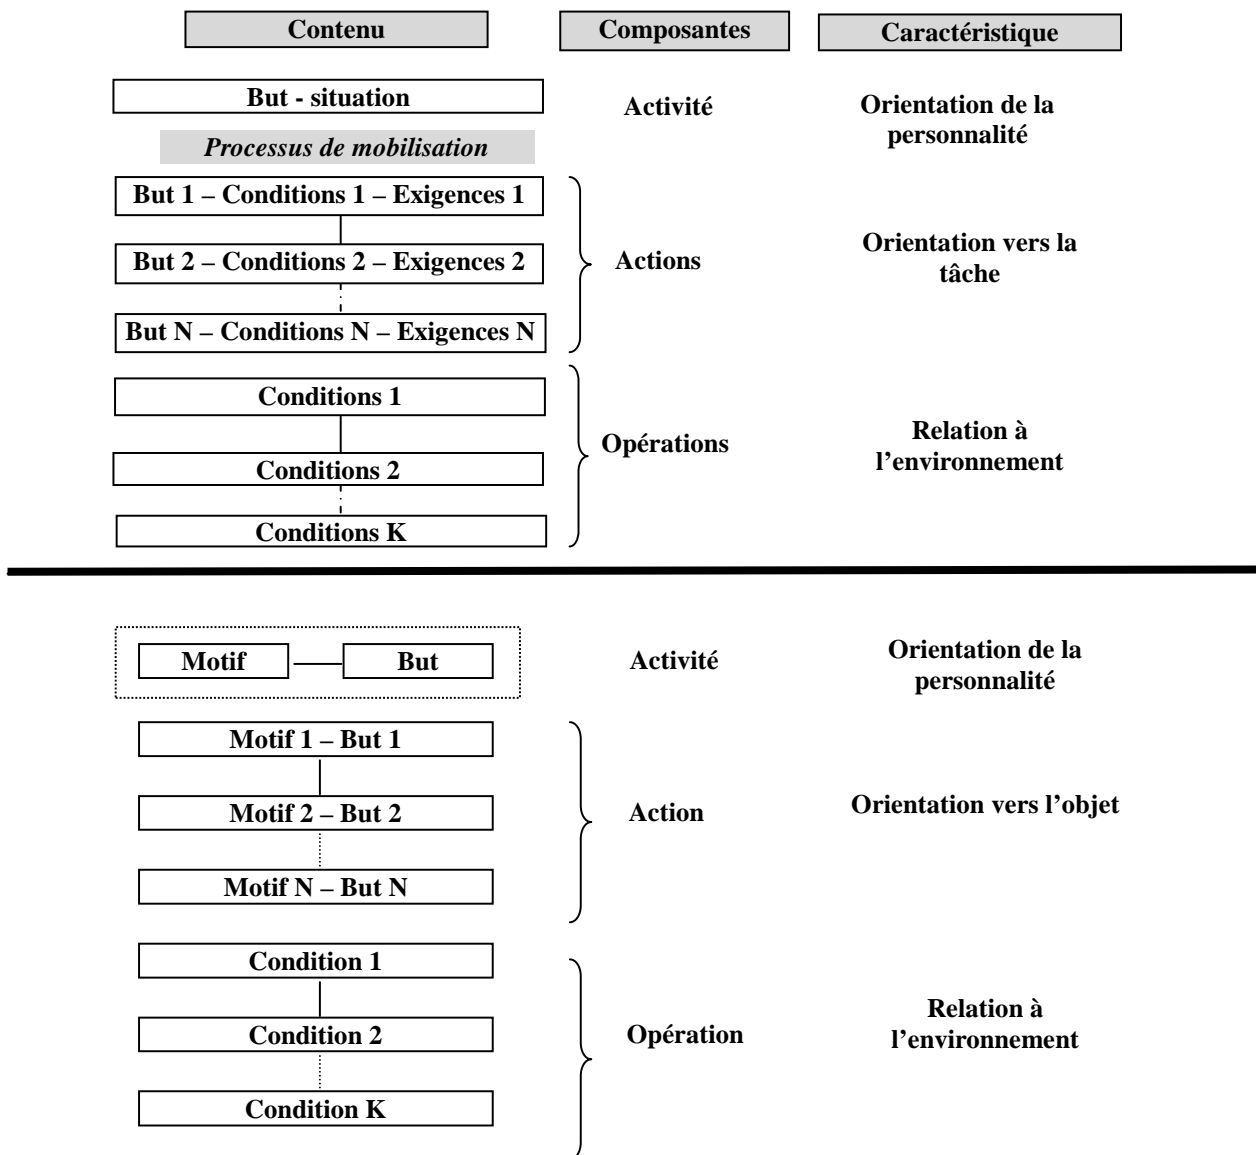 Contenu
Composantes
Caractéristique
But - situation
Activité
Orientation de la
personnalité
Processus de mobilisation
But 1 – Conditions 1 – Exigences 1
But 2 – Conditions 2 – Exigences 2
But N – Conditions N – Exigences N
Actions
Orientation vers la
tâche
Conditions 1
Conditions 2
Conditions K
Opérations
Relation à
l’environnement
Motif
But
Activité
Orientation de la
personnalité
Motif 1 – But 1
Motif 2 – But 2
Motif N – But N
Action
Orientation vers l’objet
Condition 1
Condition 2
Condition K
Opération
Relation à
l’environnement